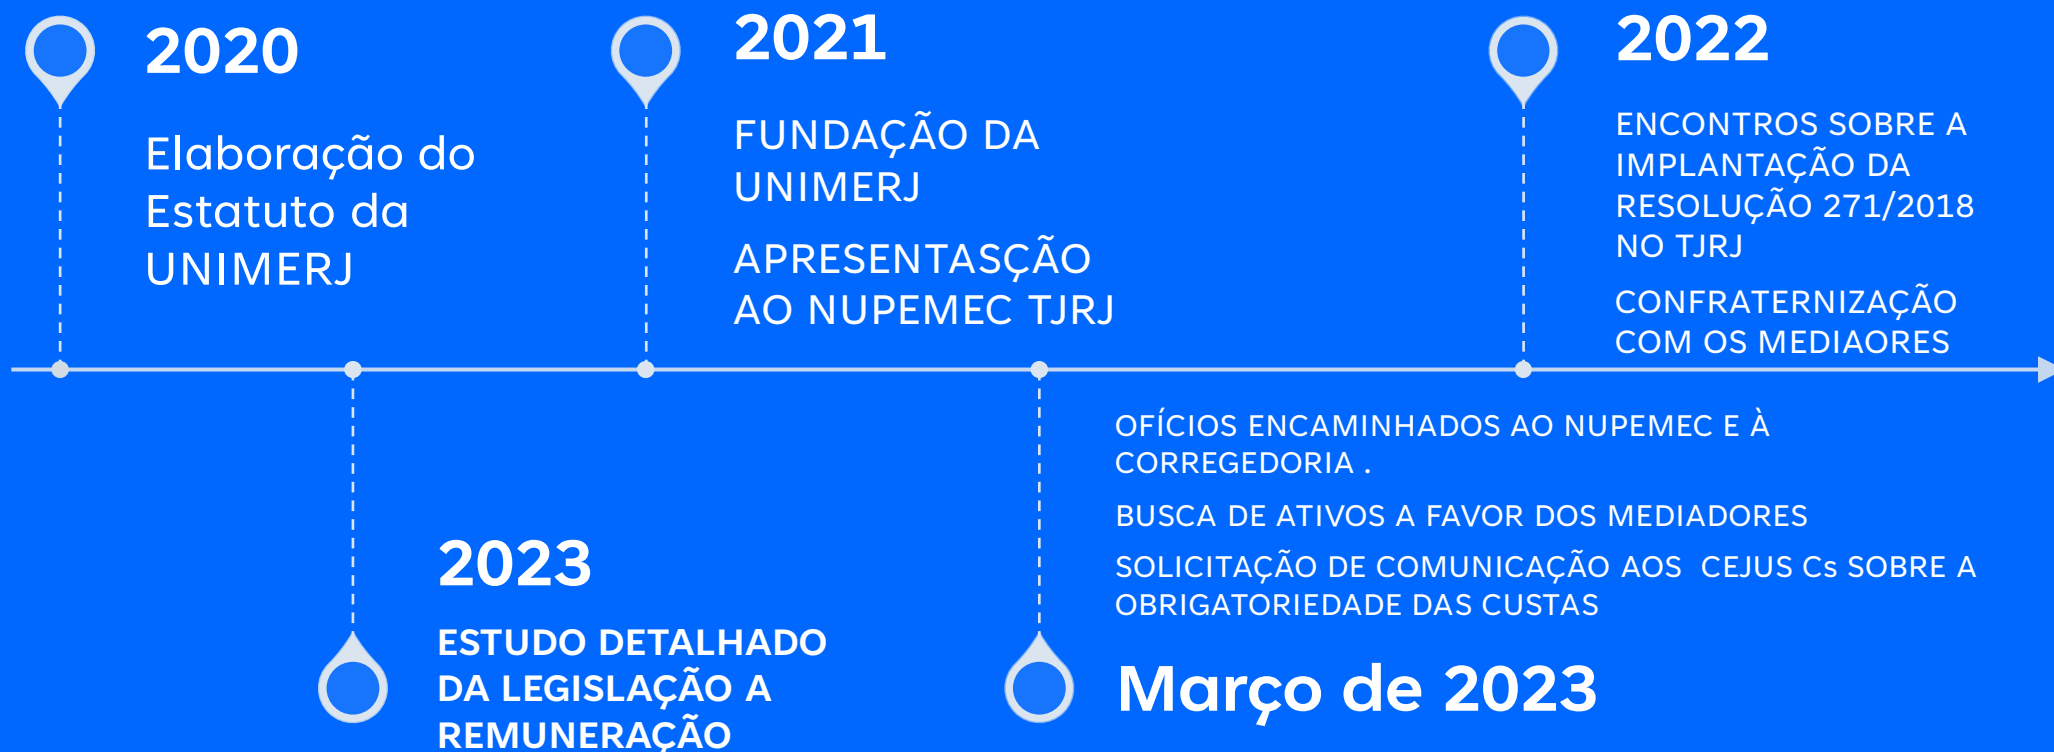 2020
Elaboração do
Estatuto da
UNIMERJ
2021
FUNDAÇÃO DA
UNIMERJ
APRESENTASÇÃO
AO NUPEMEC TJRJ
2022
ENCONTROS SOBRE A
IMPLANTAÇÃO DA
RESOLUÇÃO 271/2018
NO TJRJ
CONFRATERNIZAÇÃO
COM OS MEDIAORES
2023
ESTUDO DETALHADO
DA LEGISLAÇÃO A
REMUNERAÇÃO
OFÍCIOS ENCAMINHADOS AO NUPEMEC E À
CORREGEDORIA .
BUSCA DE ATIVOS A FAVOR DOS MEDIADORES
SOLICITAÇÃO DE COMUNICAÇÃO AOS  CEJUS Cs SOBRE A
OBRIGATORIEDADE DAS CUSTAS
Março de 2023